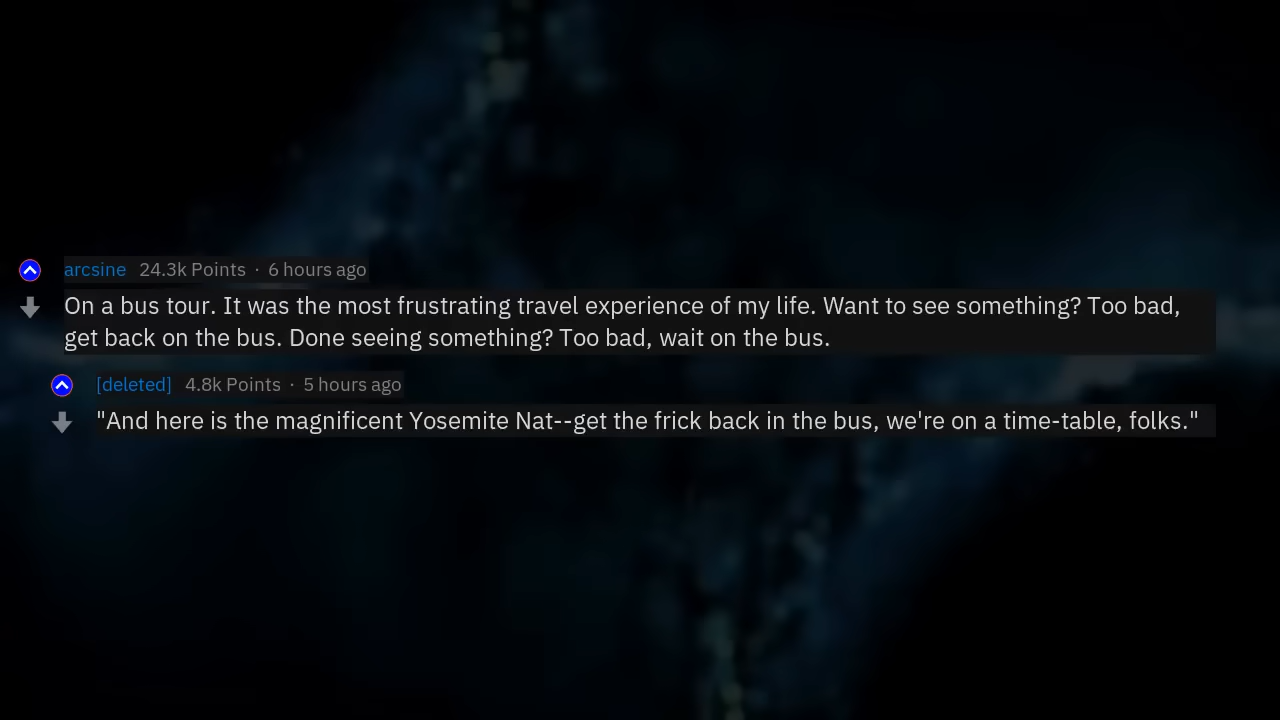 arcsine 24.3k Points · 6 hours ago
On a bus tour. It was the most frustrating travel experience of my life. Want to see something? Too bad,
get back on the bus. Done seeing something? Too bad, wait on the bus.
[deleted] 4.8k Points · 5 hours ago
"And here is the magnificent Yosemite Nat--get the frick back in the bus, we're on a time-table, folks."